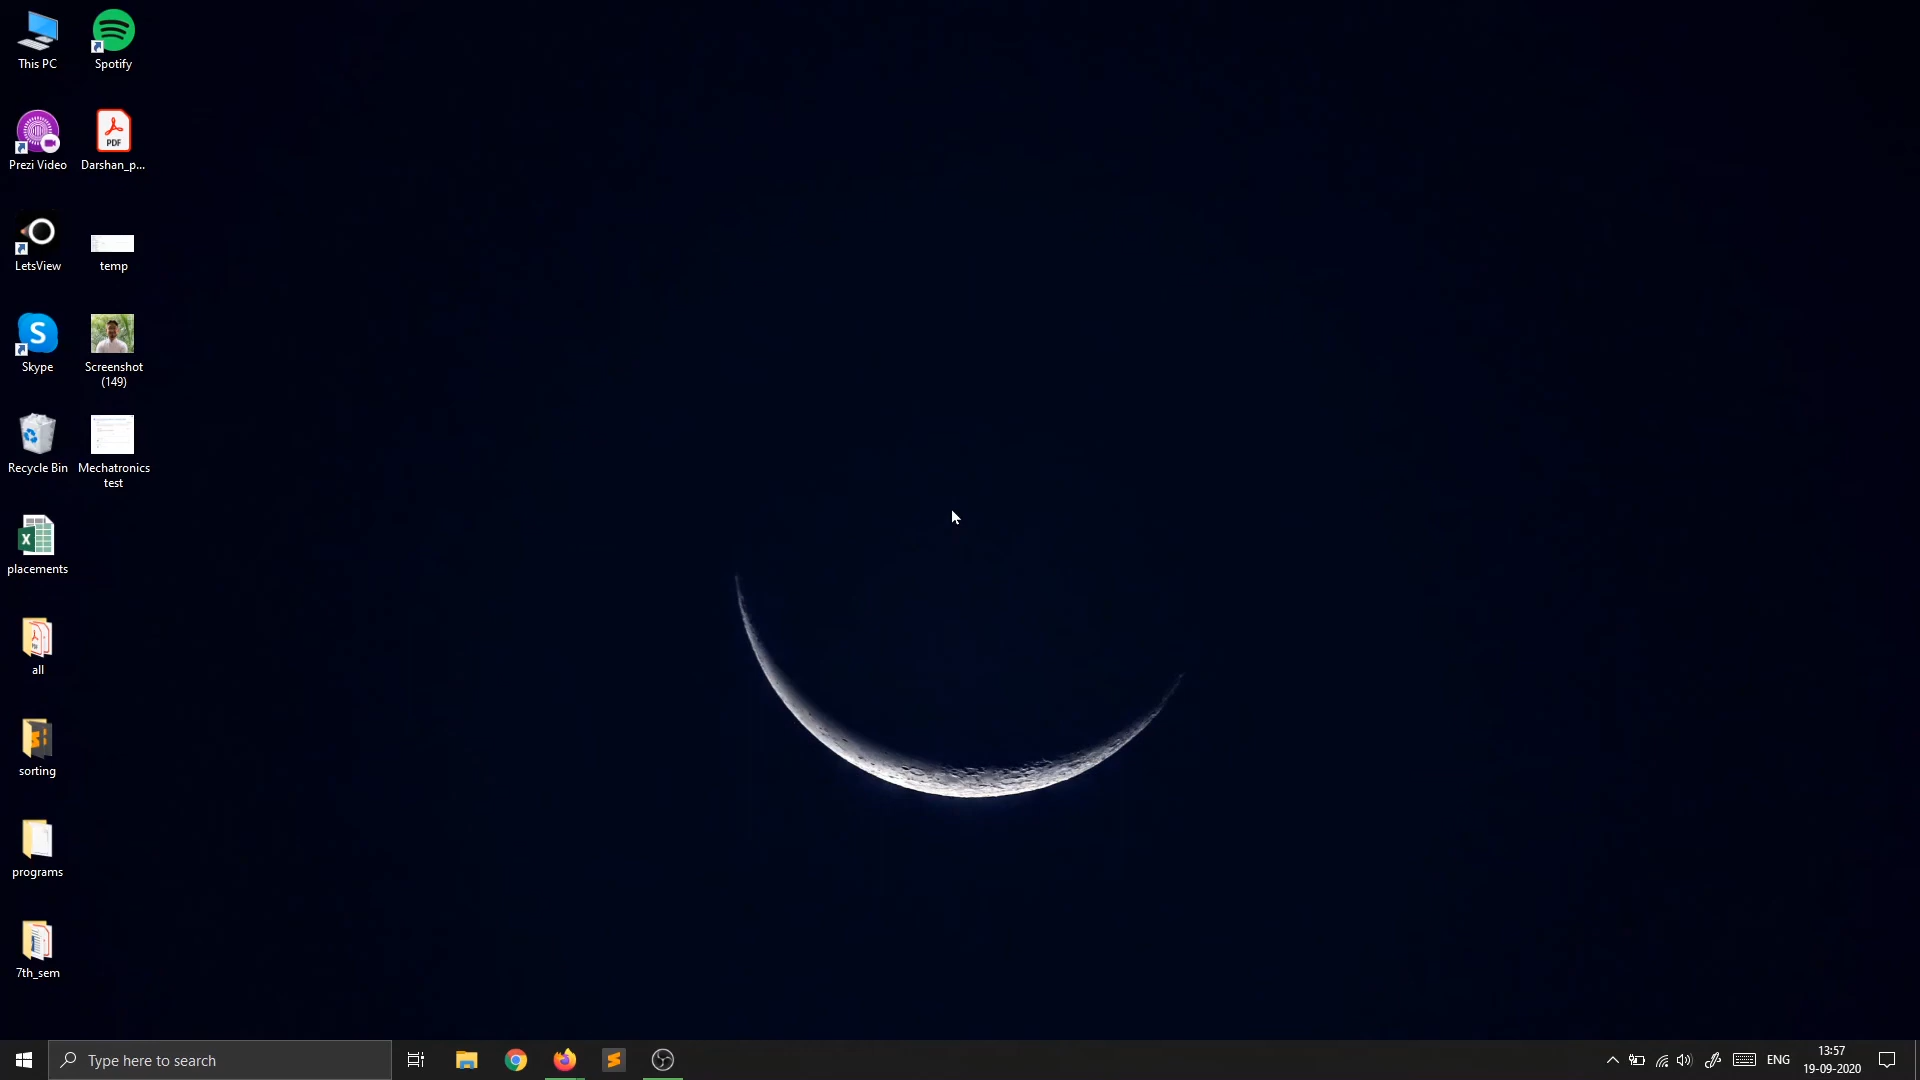 This PC
Spotify
Prezi Video
PDF
Darshan_p...
LetsView
temp
S
Skype
Screenshot
(149)
Recycle Bin
Mechatronics
test
X
placements
all
sorting
programs
7th_sem
Type here to search
ENG
13:57
19-09-2020